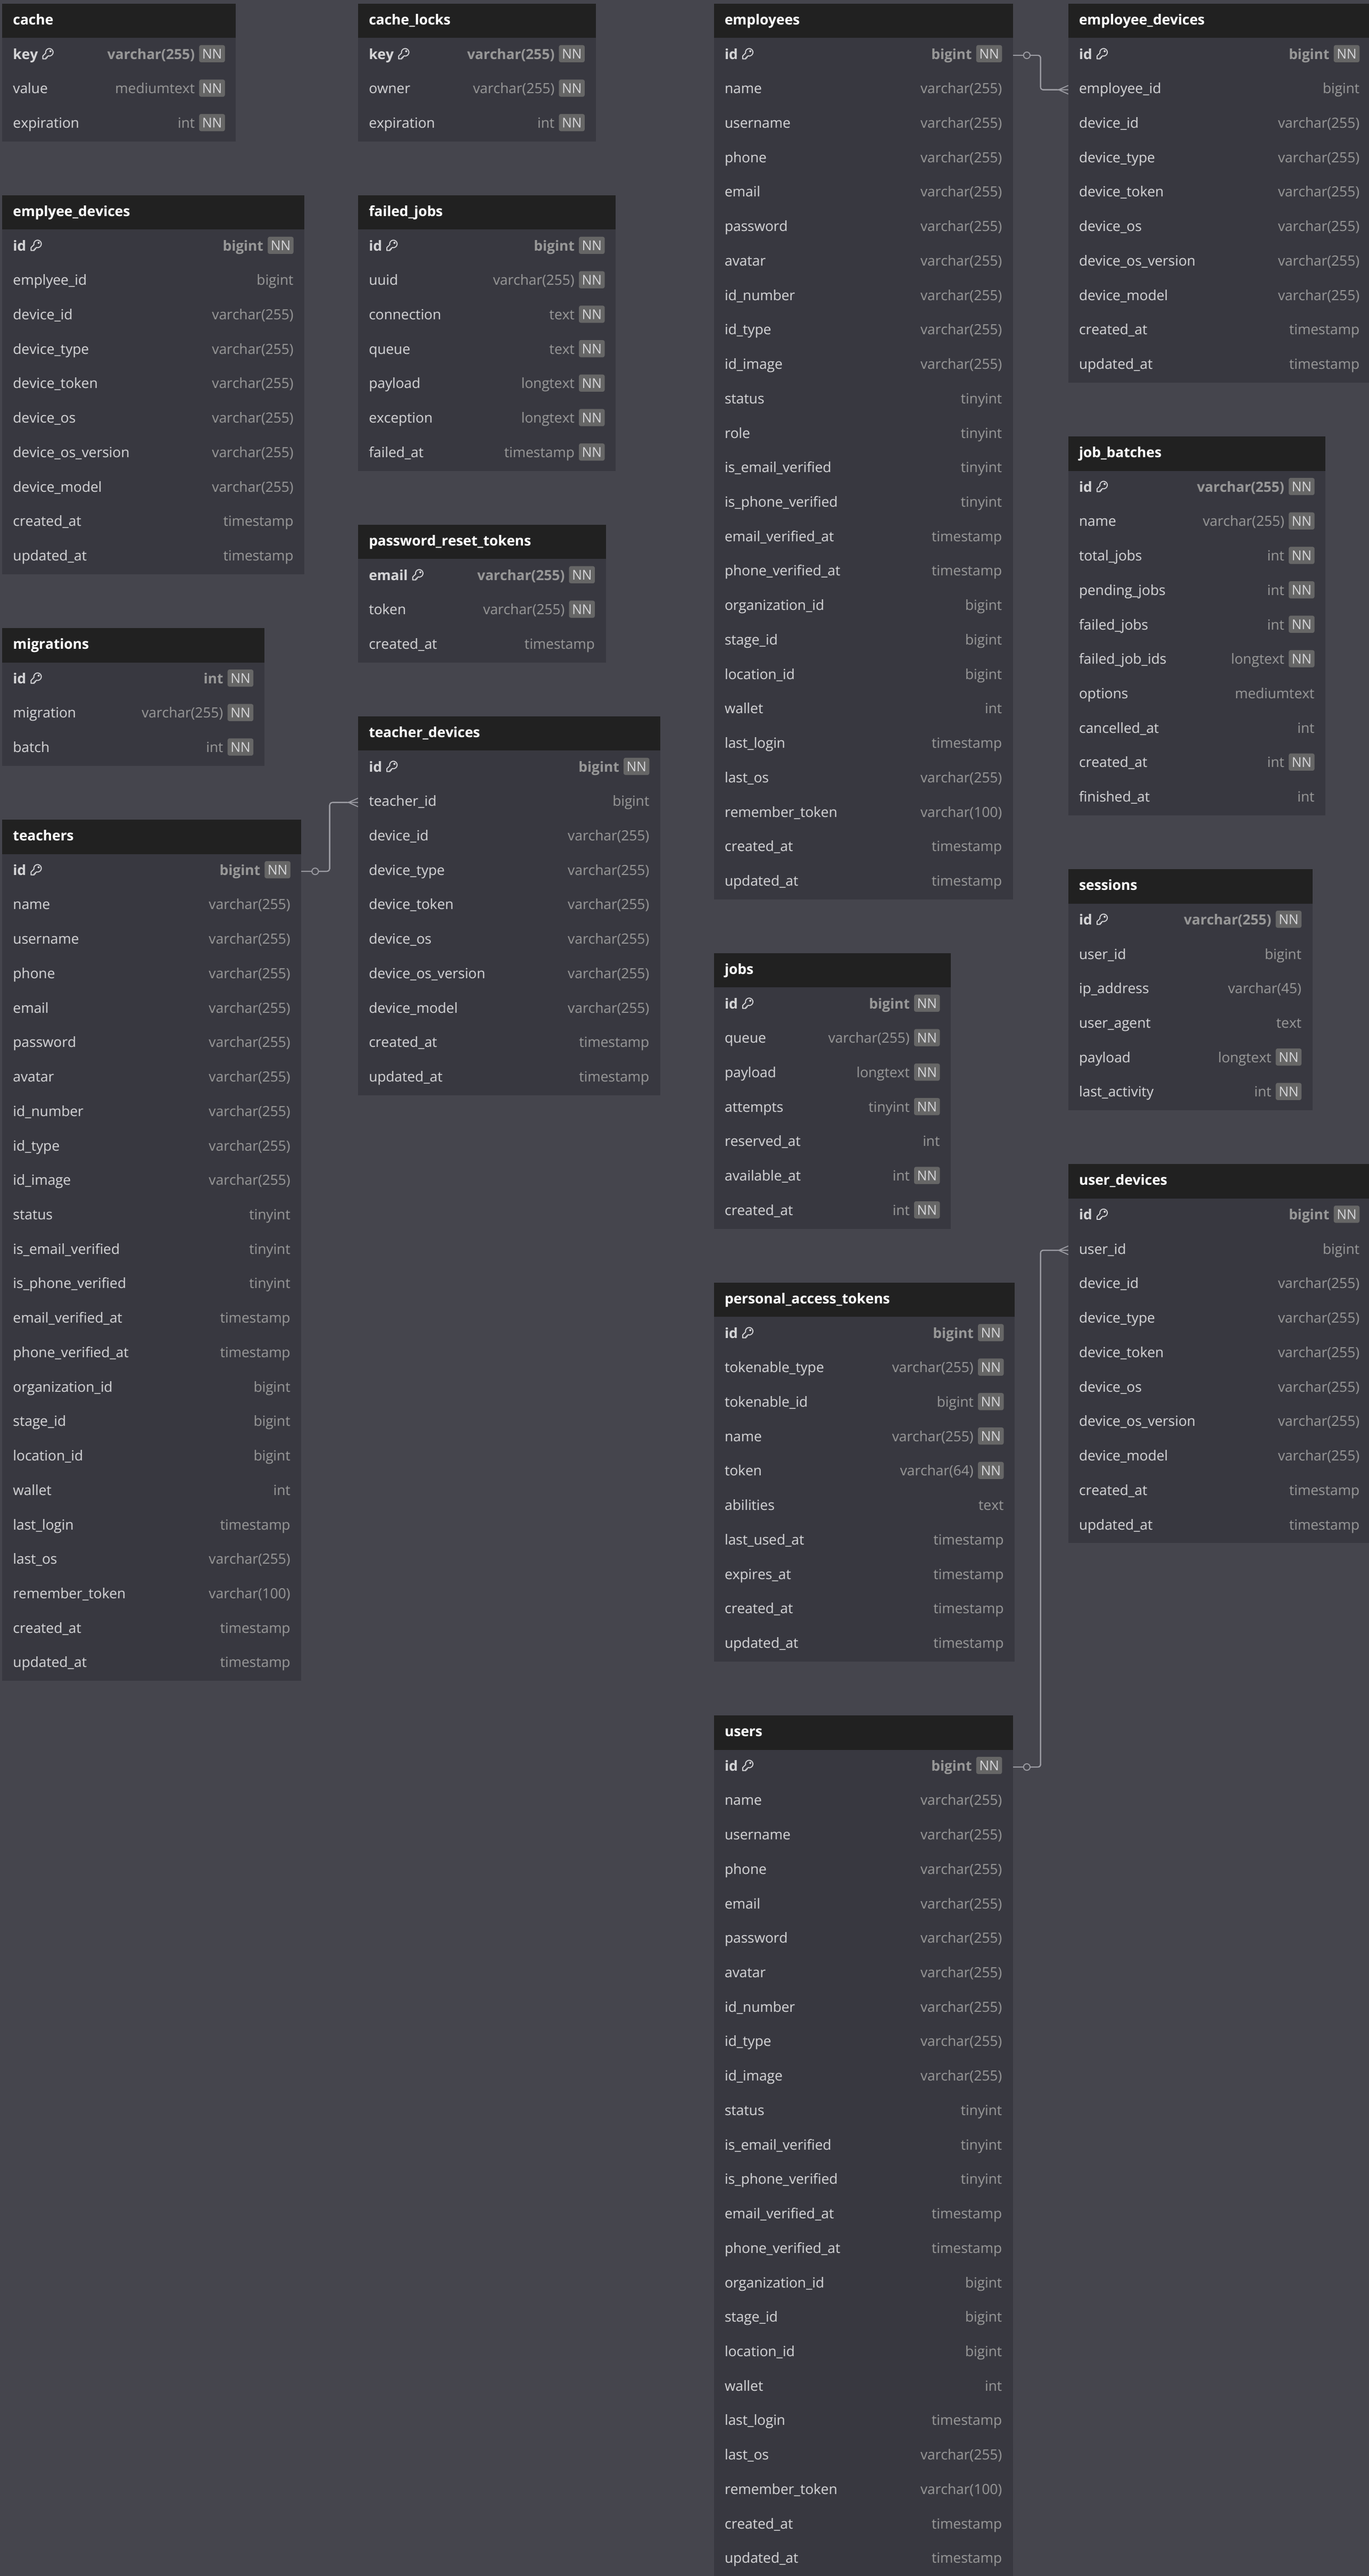 cache
key varchar(255) NN
value mediumtext NN
expiration int NN
cache_locks
key varchar(255) NN
owner varchar(255) NN
expiration int NN
employees
id bigint NN
name varchar(255)
username varchar(255)
phone varchar(255)
email varchar(255)
password varchar(255)
avatar varchar(255)
id_number varchar(255)
id_type varchar(255)
id_image varchar(255)
status tinyint
role tinyint
is_email_verified tinyint
is_phone_verified tinyint
email_verified_at timestamp
phone_verified_at timestamp
organization_id bigint
stage_id bigint
location_id bigint
wallet int
last_login timestamp
last_os varchar(255)
remember_token varchar(100)
created_at timestamp
updated_at timestamp
employee_devices
id bigint NN
employee_id bigint
device_id varchar(255)
device_type varchar(255)
device_token varchar(255)
device_os varchar(255)
device_os_version varchar(255)
device_model varchar(255)
created_at timestamp
updated_at timestamp
emplyee_devices
id bigint NN
emplyee_id bigint
device_id varchar(255)
device_type varchar(255)
device_token varchar(255)
device_os varchar(255)
device_os_version varchar(255)
device_model varchar(255)
created_at timestamp
updated_at timestamp
failed_jobs
id bigint NN
uuid varchar(255) NN
connection text NN
queue text NN
payload longtext NN
exception longtext NN
failed_at timestamp NN
job_batches
id varchar(255) NN
name varchar(255) NN
total_jobs int NN
pending_jobs int NN
failed_jobs int NN
failed_job_ids longtext NN
options mediumtext
cancelled_at int
created_at int NN
finished_at int
password_reset_tokens
email varchar(255) NN
token varchar(255) NN
created_at timestamp
migrations
id int NN
migration varchar(255) NN
batch int NN
teacher_devices
id bigint NN
teacher_id bigint
device_id varchar(255)
device_type varchar(255)
device_token varchar(255)
device_os varchar(255)
device_os_version varchar(255)
device_model varchar(255)
created_at timestamp
updated_at timestamp
teachers
id bigint NN
name varchar(255)
username varchar(255)
phone varchar(255)
email varchar(255)
password varchar(255)
avatar varchar(255)
id_number varchar(255)
id_type varchar(255)
id_image varchar(255)
status tinyint
is_email_verified tinyint
is_phone_verified tinyint
email_verified_at timestamp
phone_verified_at timestamp
organization_id bigint
stage_id bigint
location_id bigint
wallet int
last_login timestamp
last_os varchar(255)
remember_token varchar(100)
created_at timestamp
updated_at timestamp
sessions
id varchar(255) NN
user_id bigint
ip_address varchar(45)
user_agent text
payload longtext NN
last_activity int NN
jobs
id bigint NN
queue varchar(255) NN
payload longtext NN
attempts tinyint NN
reserved_at int
available_at int NN
created_at int NN
user_devices
id bigint NN
user_id bigint
device_id varchar(255)
device_type varchar(255)
device_token varchar(255)
device_os varchar(255)
device_os_version varchar(255)
device_model varchar(255)
created_at timestamp
updated_at timestamp
personal_access_tokens
id bigint NN
tokenable_type varchar(255) NN
tokenable_id bigint NN
name varchar(255) NN
token varchar(64) NN
abilities text
last_used_at timestamp
expires_at timestamp
created_at timestamp
updated_at timestamp
users
id bigint NN
name varchar(255)
username varchar(255)
phone varchar(255)
email varchar(255)
password varchar(255)
avatar varchar(255)
id_number varchar(255)
id_type varchar(255)
id_image varchar(255)
status tinyint
is_email_verified tinyint
is_phone_verified tinyint
email_verified_at timestamp
phone_verified_at timestamp
organization_id bigint
stage_id bigint
location_id bigint
wallet int
last_login timestamp
last_os varchar(255)
remember_token varchar(100)
created_at timestamp
updated_at timestamp